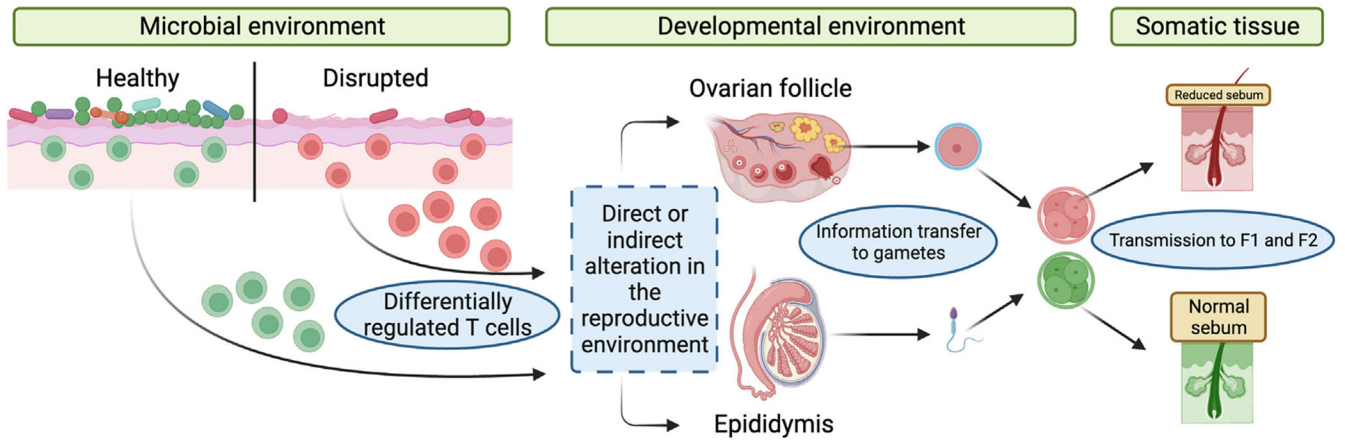 Microbial environment
Developmental environment
Somatic tissue
Healthy
Disrupted
Ovarian follicle
Reduced sebum
Direct or
indirect
alteration in
the
reproductive
environment
Information transfer
to gametes
Transmission to F1 and F2
Differentially
regulated T cells
Normal
sebum
Epididymis